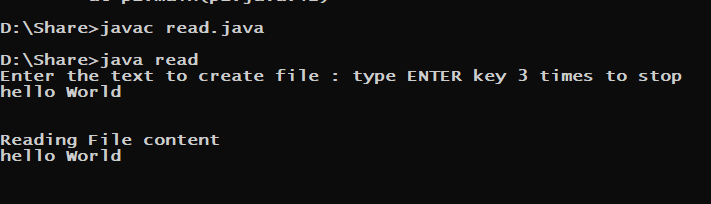 D:\Share>javac read.java
D:\Share>java read
Enter the text to create file : type ENTER key 3 times to stop
hello World
Reading File content
hello World